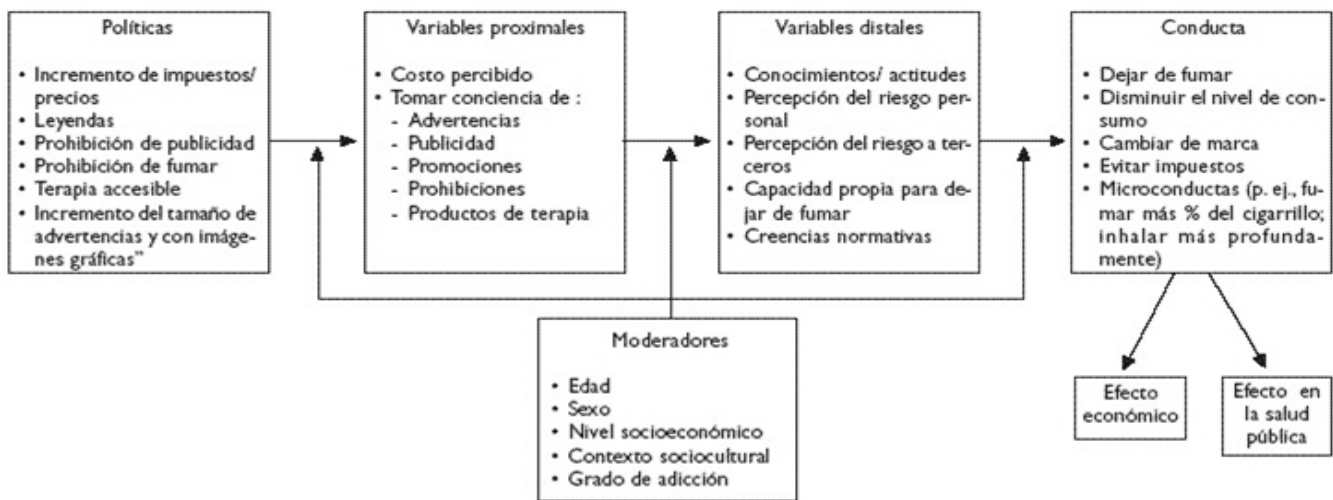 Políticas
• Incremento de impuestos/
precios
• Leyendas
• Prohibición de publicidad
• Prohibición de fumar
• Terapia accesible
• Incremento del tamaño de
advertencias y con imáge-
nes gráficas”
Variables proximales
• Costo percibido
• Tomar conciencia de :
- Advertencias
- Publicidad
- Promociones
- Prohibiciones
- Productos de terapia
Variables distales
• Conocimientos/ actitudes
• Percepción del riesgo per-
sonal
• Percepción del riesgo a ter-
ceros
• Capacidad propia para de-
jar de fumar
• Creencias normativas
Conducta
• Dejar de fumar
• Disminuir el nivel de con-
sumo
• Cambiar de marca
• Evitar impuestos
• Microconductas (p. ej., fu-
mar más % del cigarrillo;
inhalar más profunda-
mente)
Moderadores
• Edad
• Sexo
• Nivel socioeconómico
• Contexto sociocultural
• Grado de adicción
Efecto
económico
Efecto en
la salud
pública